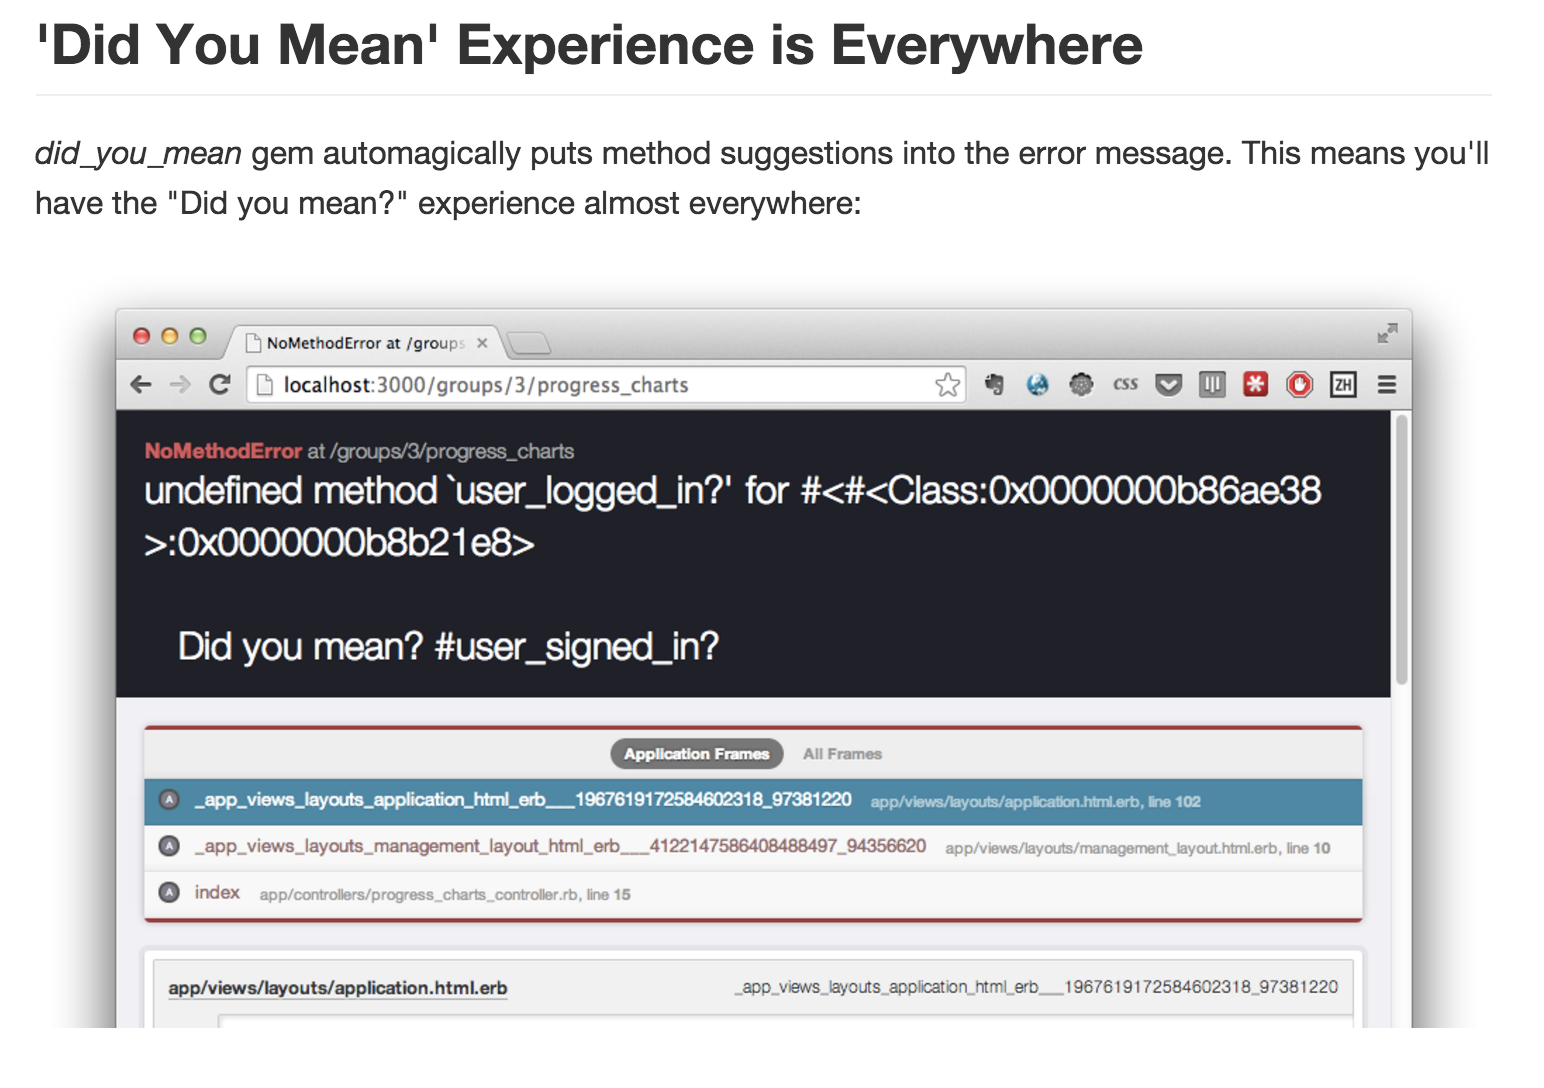 'Did You Mean' Experience is Everywhere
did_you_mean gem automagically puts method suggestions into the error message. This means you'll
have the "Did you mean?" experience almost everywhere:
NoMethodError at /groups
localhost:3000/groups/3/progress_charts
css
ZH
NoMethodError at /groups/3/progress_charts
undefined method `user_logged_in?' for #<#<Class:0x0000000b86ae38
>:0x0000000b8b21e8>
Did you mean? #user_signed_in?
Application Frames All Frames
A _app_views_layouts_application_html_erb___1967619172584602318_97381220 app/views/layouts/application.html.erb, line 102
A _app_views_layouts_management_layout_html_erb___4122147586408488497_94356620 app/views/layouts/management_layout.html.erb, line 10
A index app/controllers/progress_charts_controller.rb, line 15
app/views/layouts/application.html.erb _app_views_layouts_application_html_erb___1967619172584602318_97381220